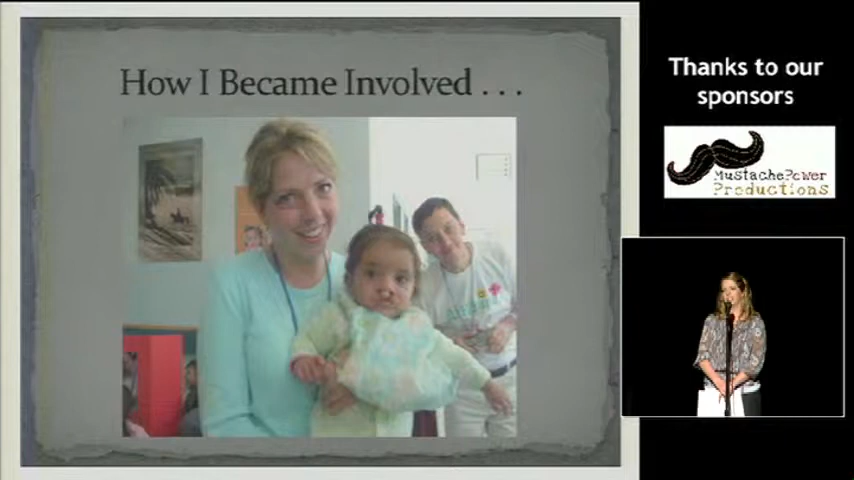 How I Became Involved . . .
Thanks to our
sponsors
MustachePower
Productions